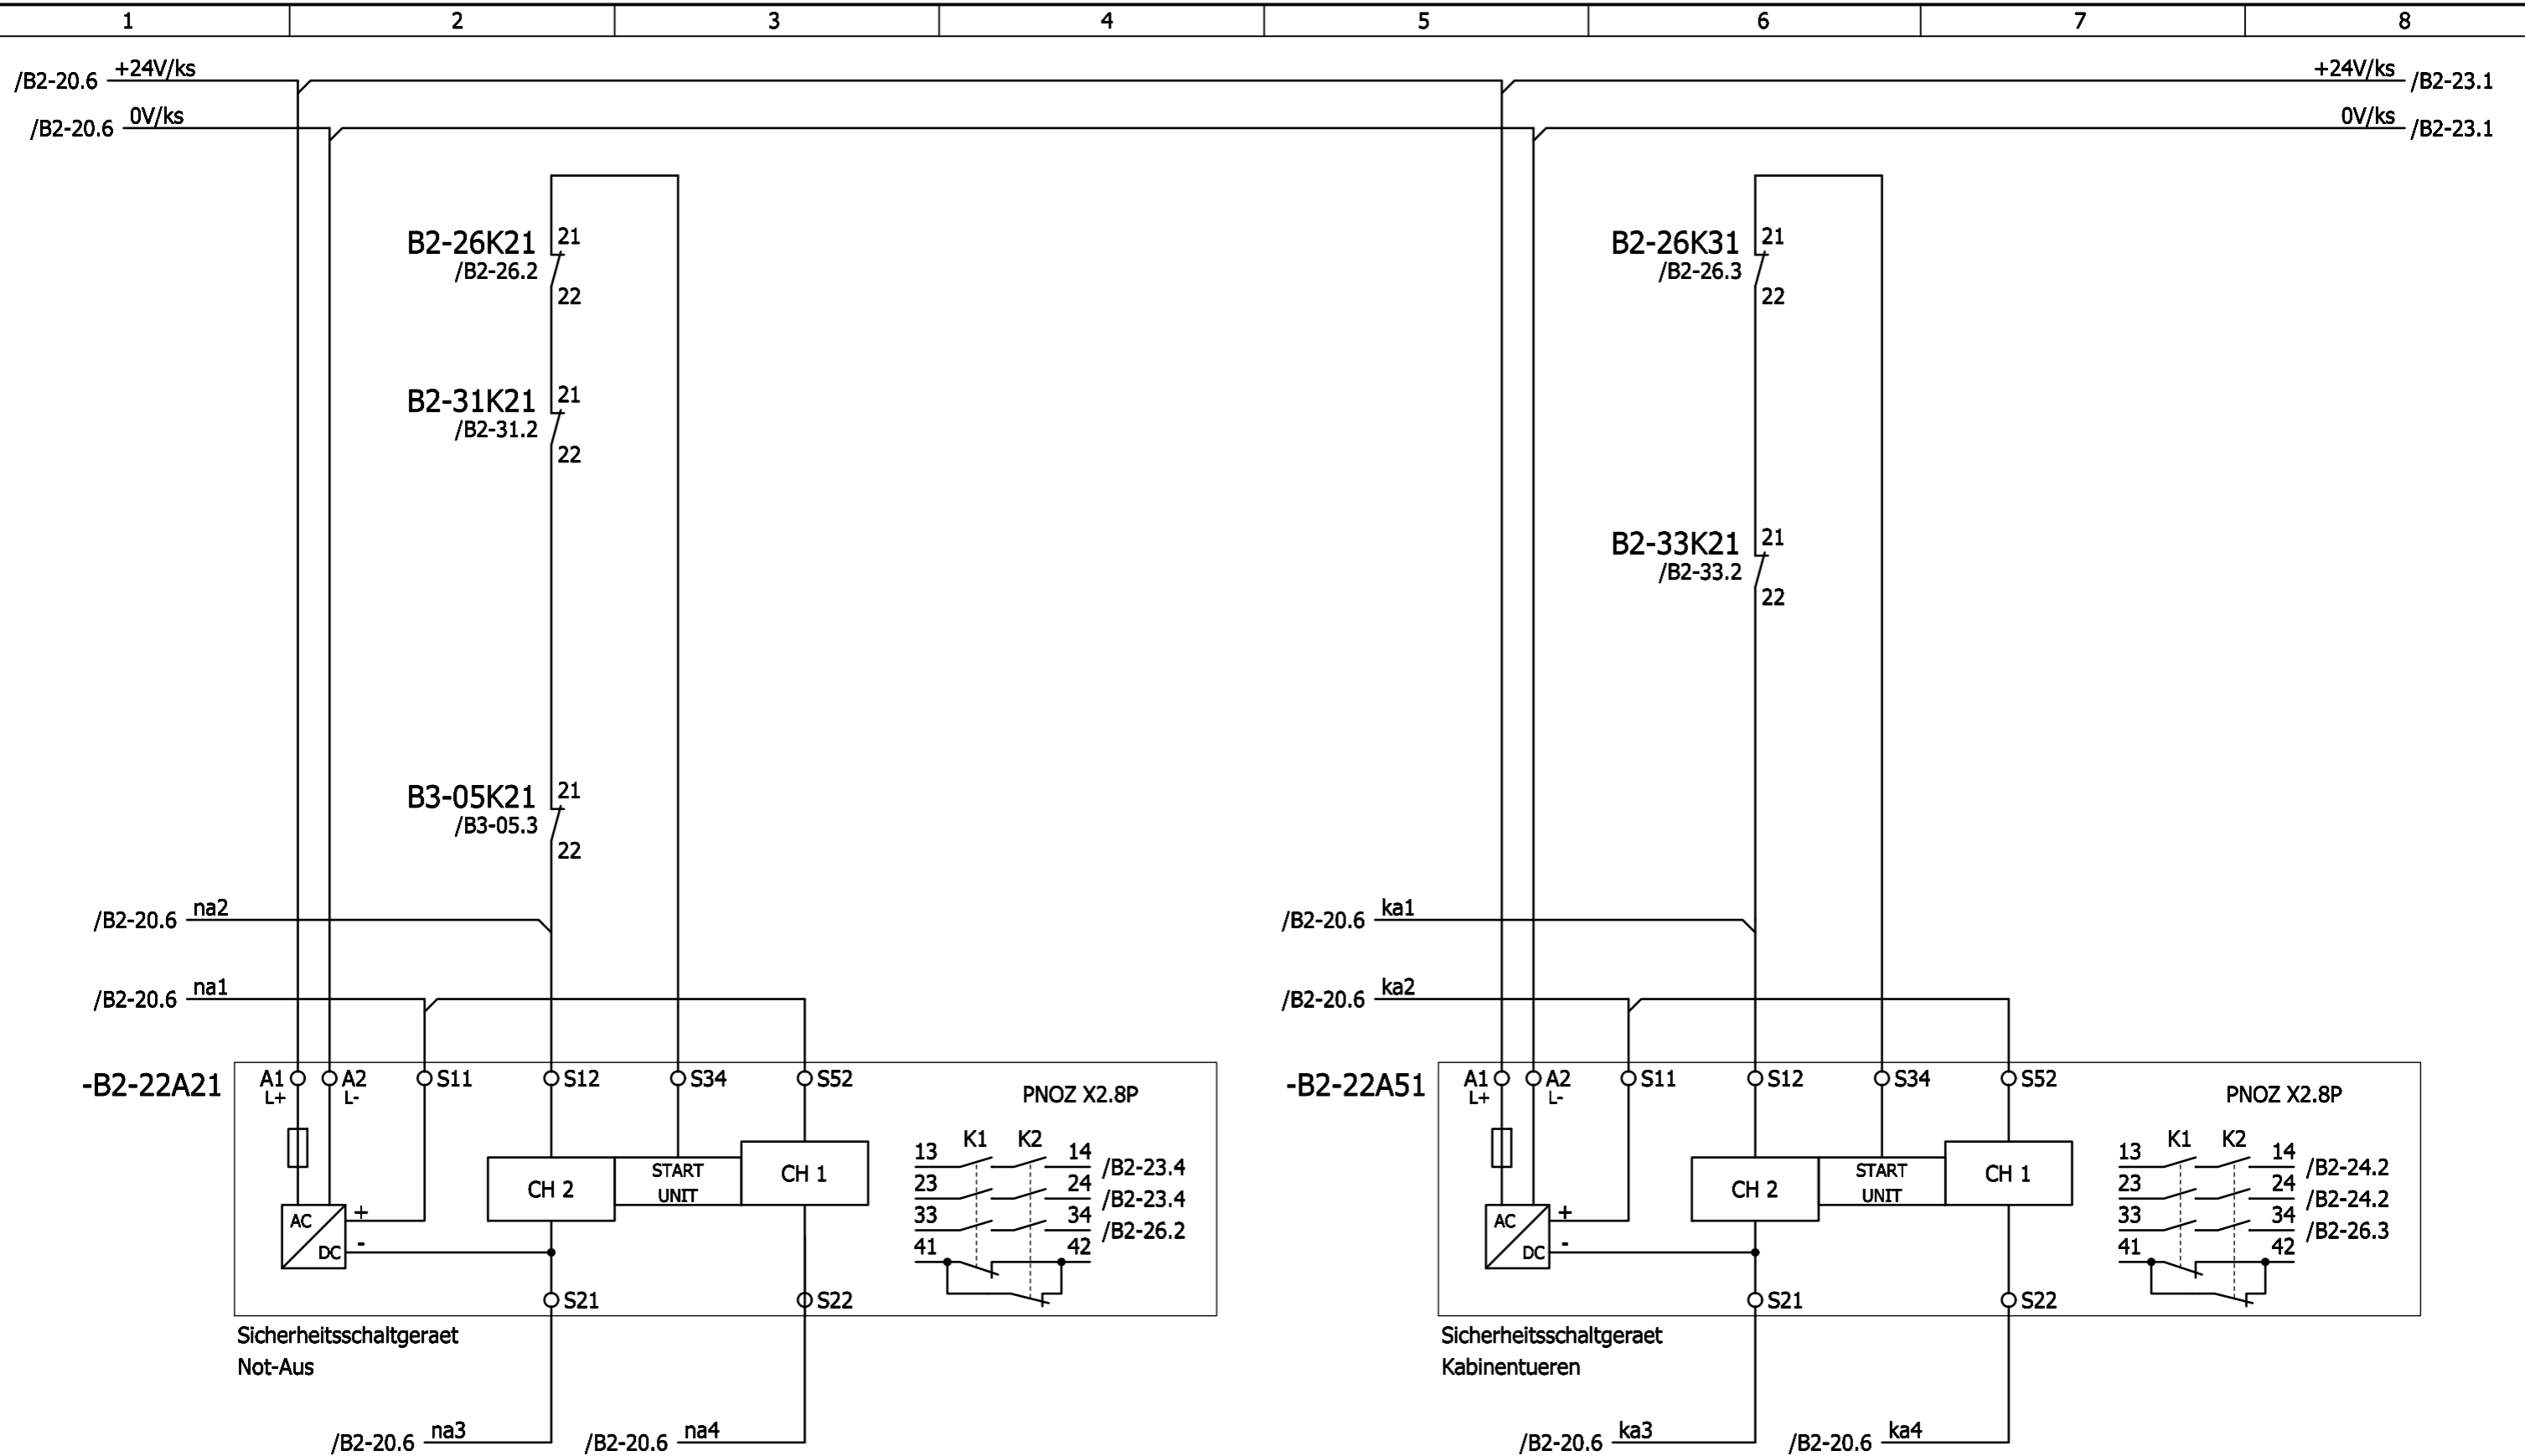 1 2 3 4 5 6 7 8
+24V/ks +24V/ks
/B2-20.6 /B2-23.1
0V/ks 0V/ks
/B2-20.6 /B2-23.1
B2-26K21 21
/B2-26.2
22
B2-31K21 21
/B2-31.2
22
B3-05K21 21
/B3-05.3
22
/B2-20.6 na2
/B2-20.6 na1
-B2-22A21 A1 A2 S11 S12 S34 S52
L+ L-
PNOZ X2.8P
K1 K2
13 14 /B2-23.4
23 24 /B2-23.4
33 34 /B2-26.2
41 42
CH 2
START
UNIT
CH 1
AC
DC
+
-
S21 S22
Sicherheitsschaltgeraet
Not-Aus
/B2-20.6 na3
/B2-20.6 na4
B2-26K31 21
/B2-26.3
22
B2-33K21 21
/B2-33.2
22
/B2-20.6 ka1
/B2-20.6 ka2
-B2-22A51 A1 A2 S11 S12 S34 S52
L+ L-
PNOZ X2.8P
K1 K2
13 14 /B2-24.2
23 24 /B2-24.2
33 34 /B2-26.3
41 42
CH 2
START
UNIT
CH 1
AC
DC
+
-
S21 S22
Sicherheitsschaltgeraet
Kabinentueren
/B2-20.6 ka3
/B2-20.6 ka4